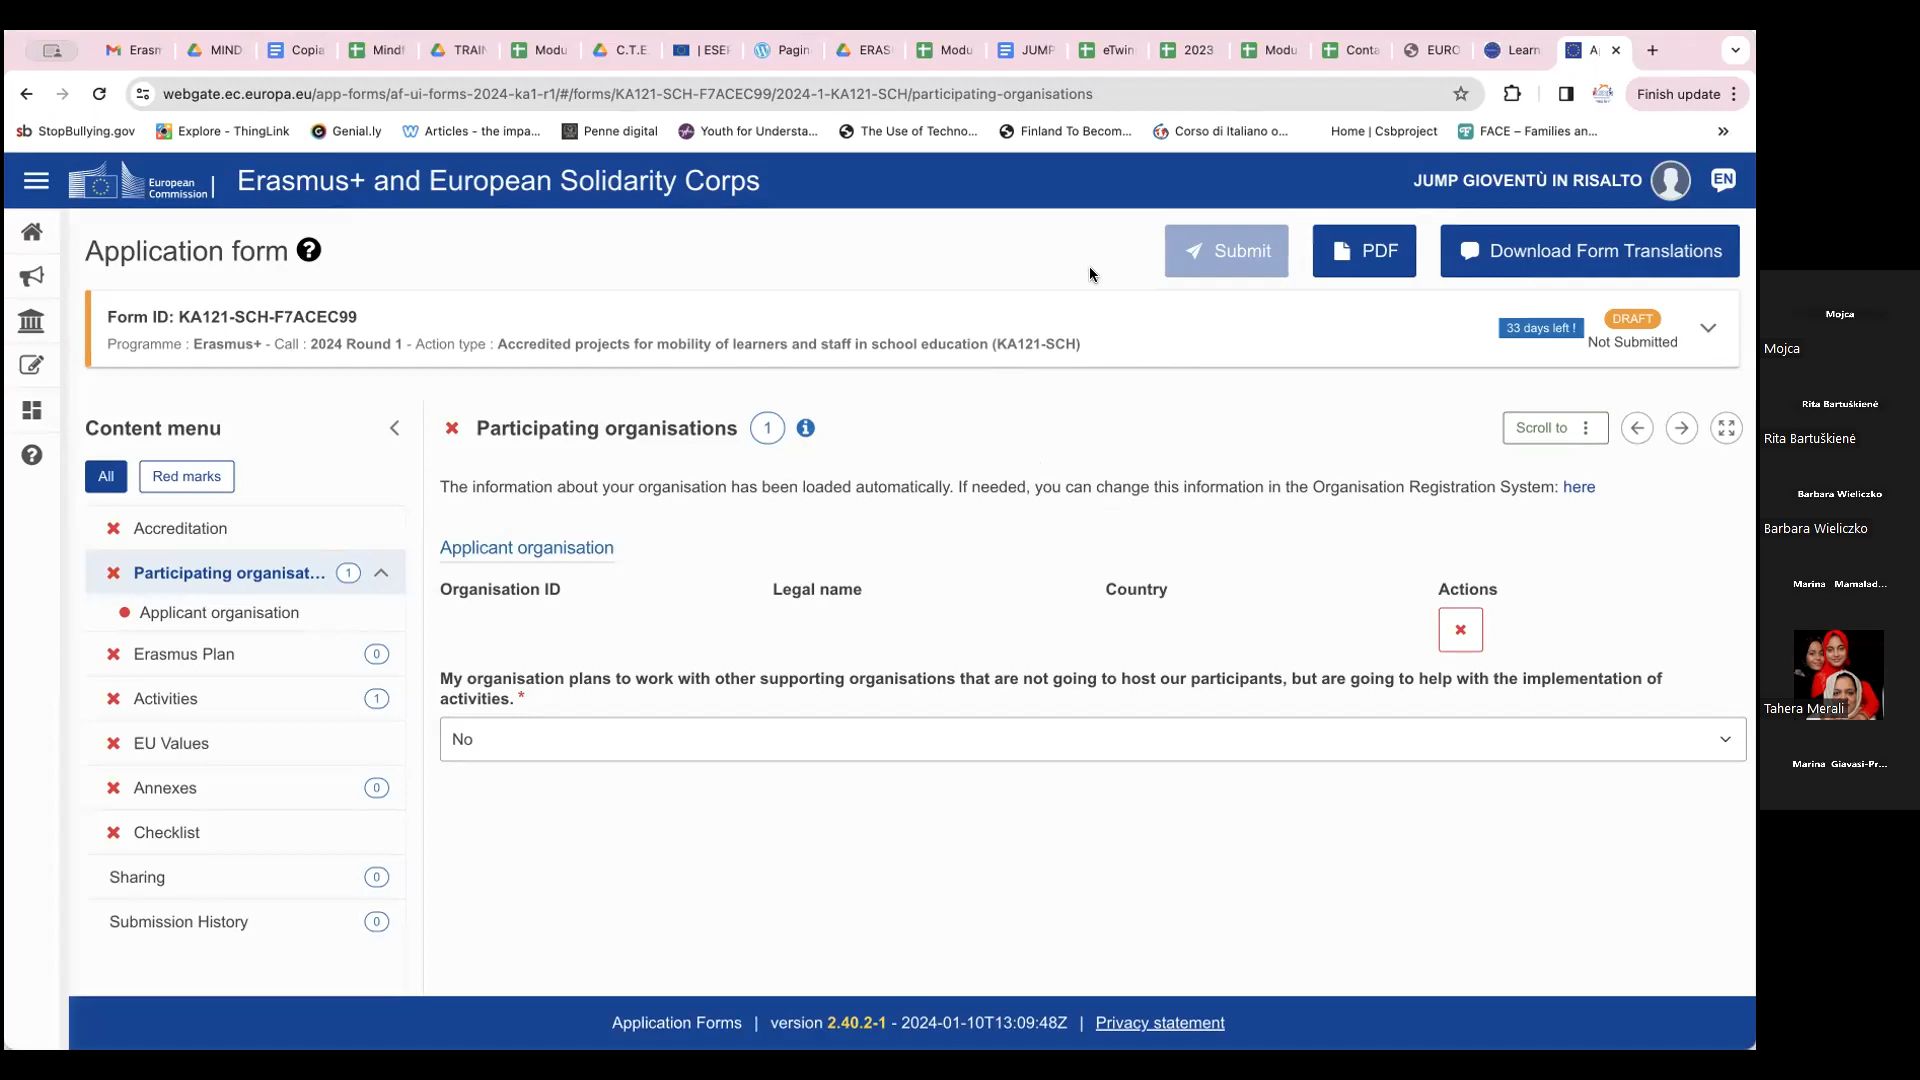 Erasm
MIND
Copia
Mindf
TRAIN
Modu
C.T.E.
| ESEP
Pagin
ERAS
Modu
JUMP
eTwin
2023
Modu
Conta
EURO
Learn
webgate.ec.europa.eu/app-forms/af-ui-forms-2024-ka1-r1/#/forms/KA121-SCH-F7ACEC99/2024-1-KA121-SCH/participating-organisations
Finish update
StopBullying.gov
Explore - ThingLink
Genial.ly
Articles - the impa...
Penne digital
Youth for Understa...
The Use of Techno...
Finland To Becom...
Corso di Italiano o...
Home | Csbproject
FACE – Families an...
European
Commission
Erasmus+ and European Solidarity Corps
JUMP GIOVENTÙ IN RISALTO
EN
Application form
Submit
PDF
Download Form Translations
Form ID: KA121-SCH-F7ACEC99
Programme : Erasmus+ - Call : 2024 Round 1 - Action type : Accredited projects for mobility of learners and staff in school education (KA121-SCH)
33 days left !
DRAFT
Not Submitted
Content menu
All
Red marks
Accreditation
Participating organisat... 1
Applicant organisation
Erasmus Plan 0
Activities 1
EU Values
Annexes 0
Checklist
Sharing 0
Submission History 0
Participating organisations 1
Scroll to
The information about your organisation has been loaded automatically. If needed, you can change this information in the Organisation Registration System: here
Applicant organisation
Organisation ID
Legal name
Country
Actions
My organisation plans to work with other supporting organisations that are not going to host our participants, but are going to help with the implementation of
activities. *
No
Application Forms | version 2.40.2-1 - 2024-01-10T13:09:48Z | Privacy statement
Mojca
Mojca
Rita Bartuškienė
Rita Bartuškienė
Barbara Wieliczko
Barbara Wieliczko
Marina Mamalad...
Tahera Merali
Marina Giavasi-Pr...